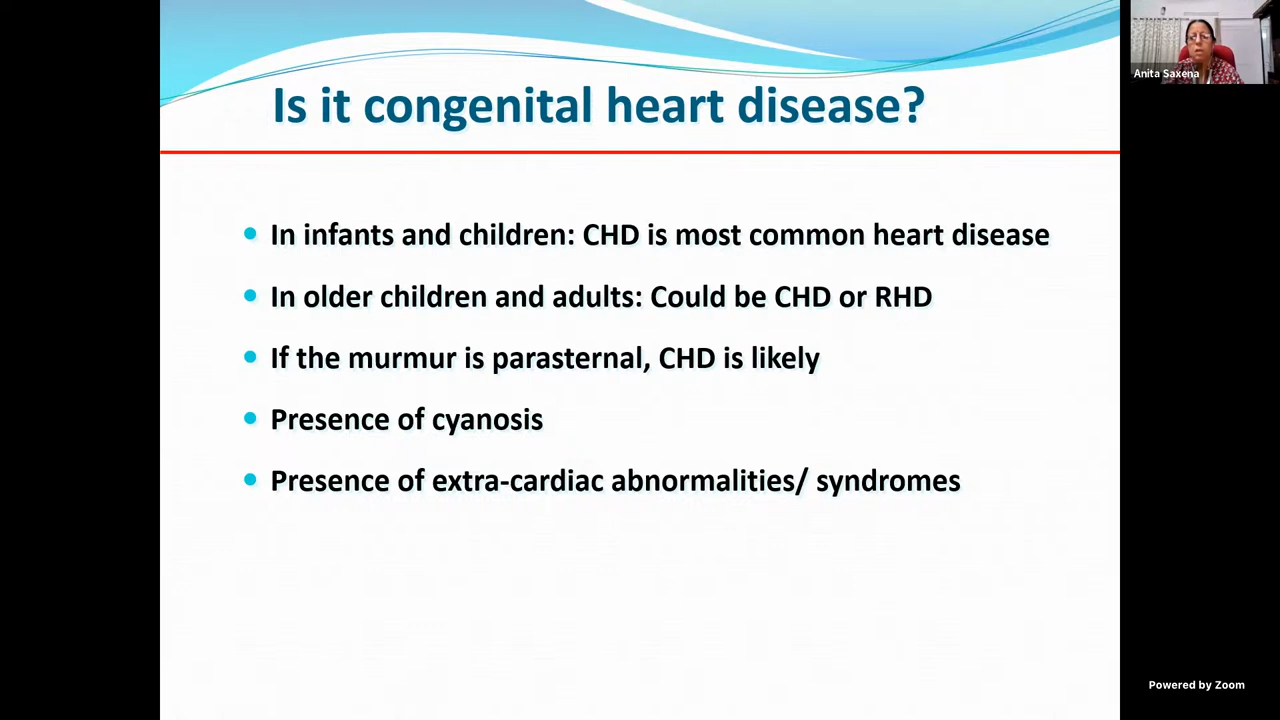 Is it congenital heart disease?
In infants and children: CHD is most common heart disease
In older children and adults: Could be CHD or RHD
If the murmur is parasternal, CHD is likely
Presence of cyanosis
Presence of extra-cardiac abnormalities/ syndromes
Anita Saxena
Powered by Zoom